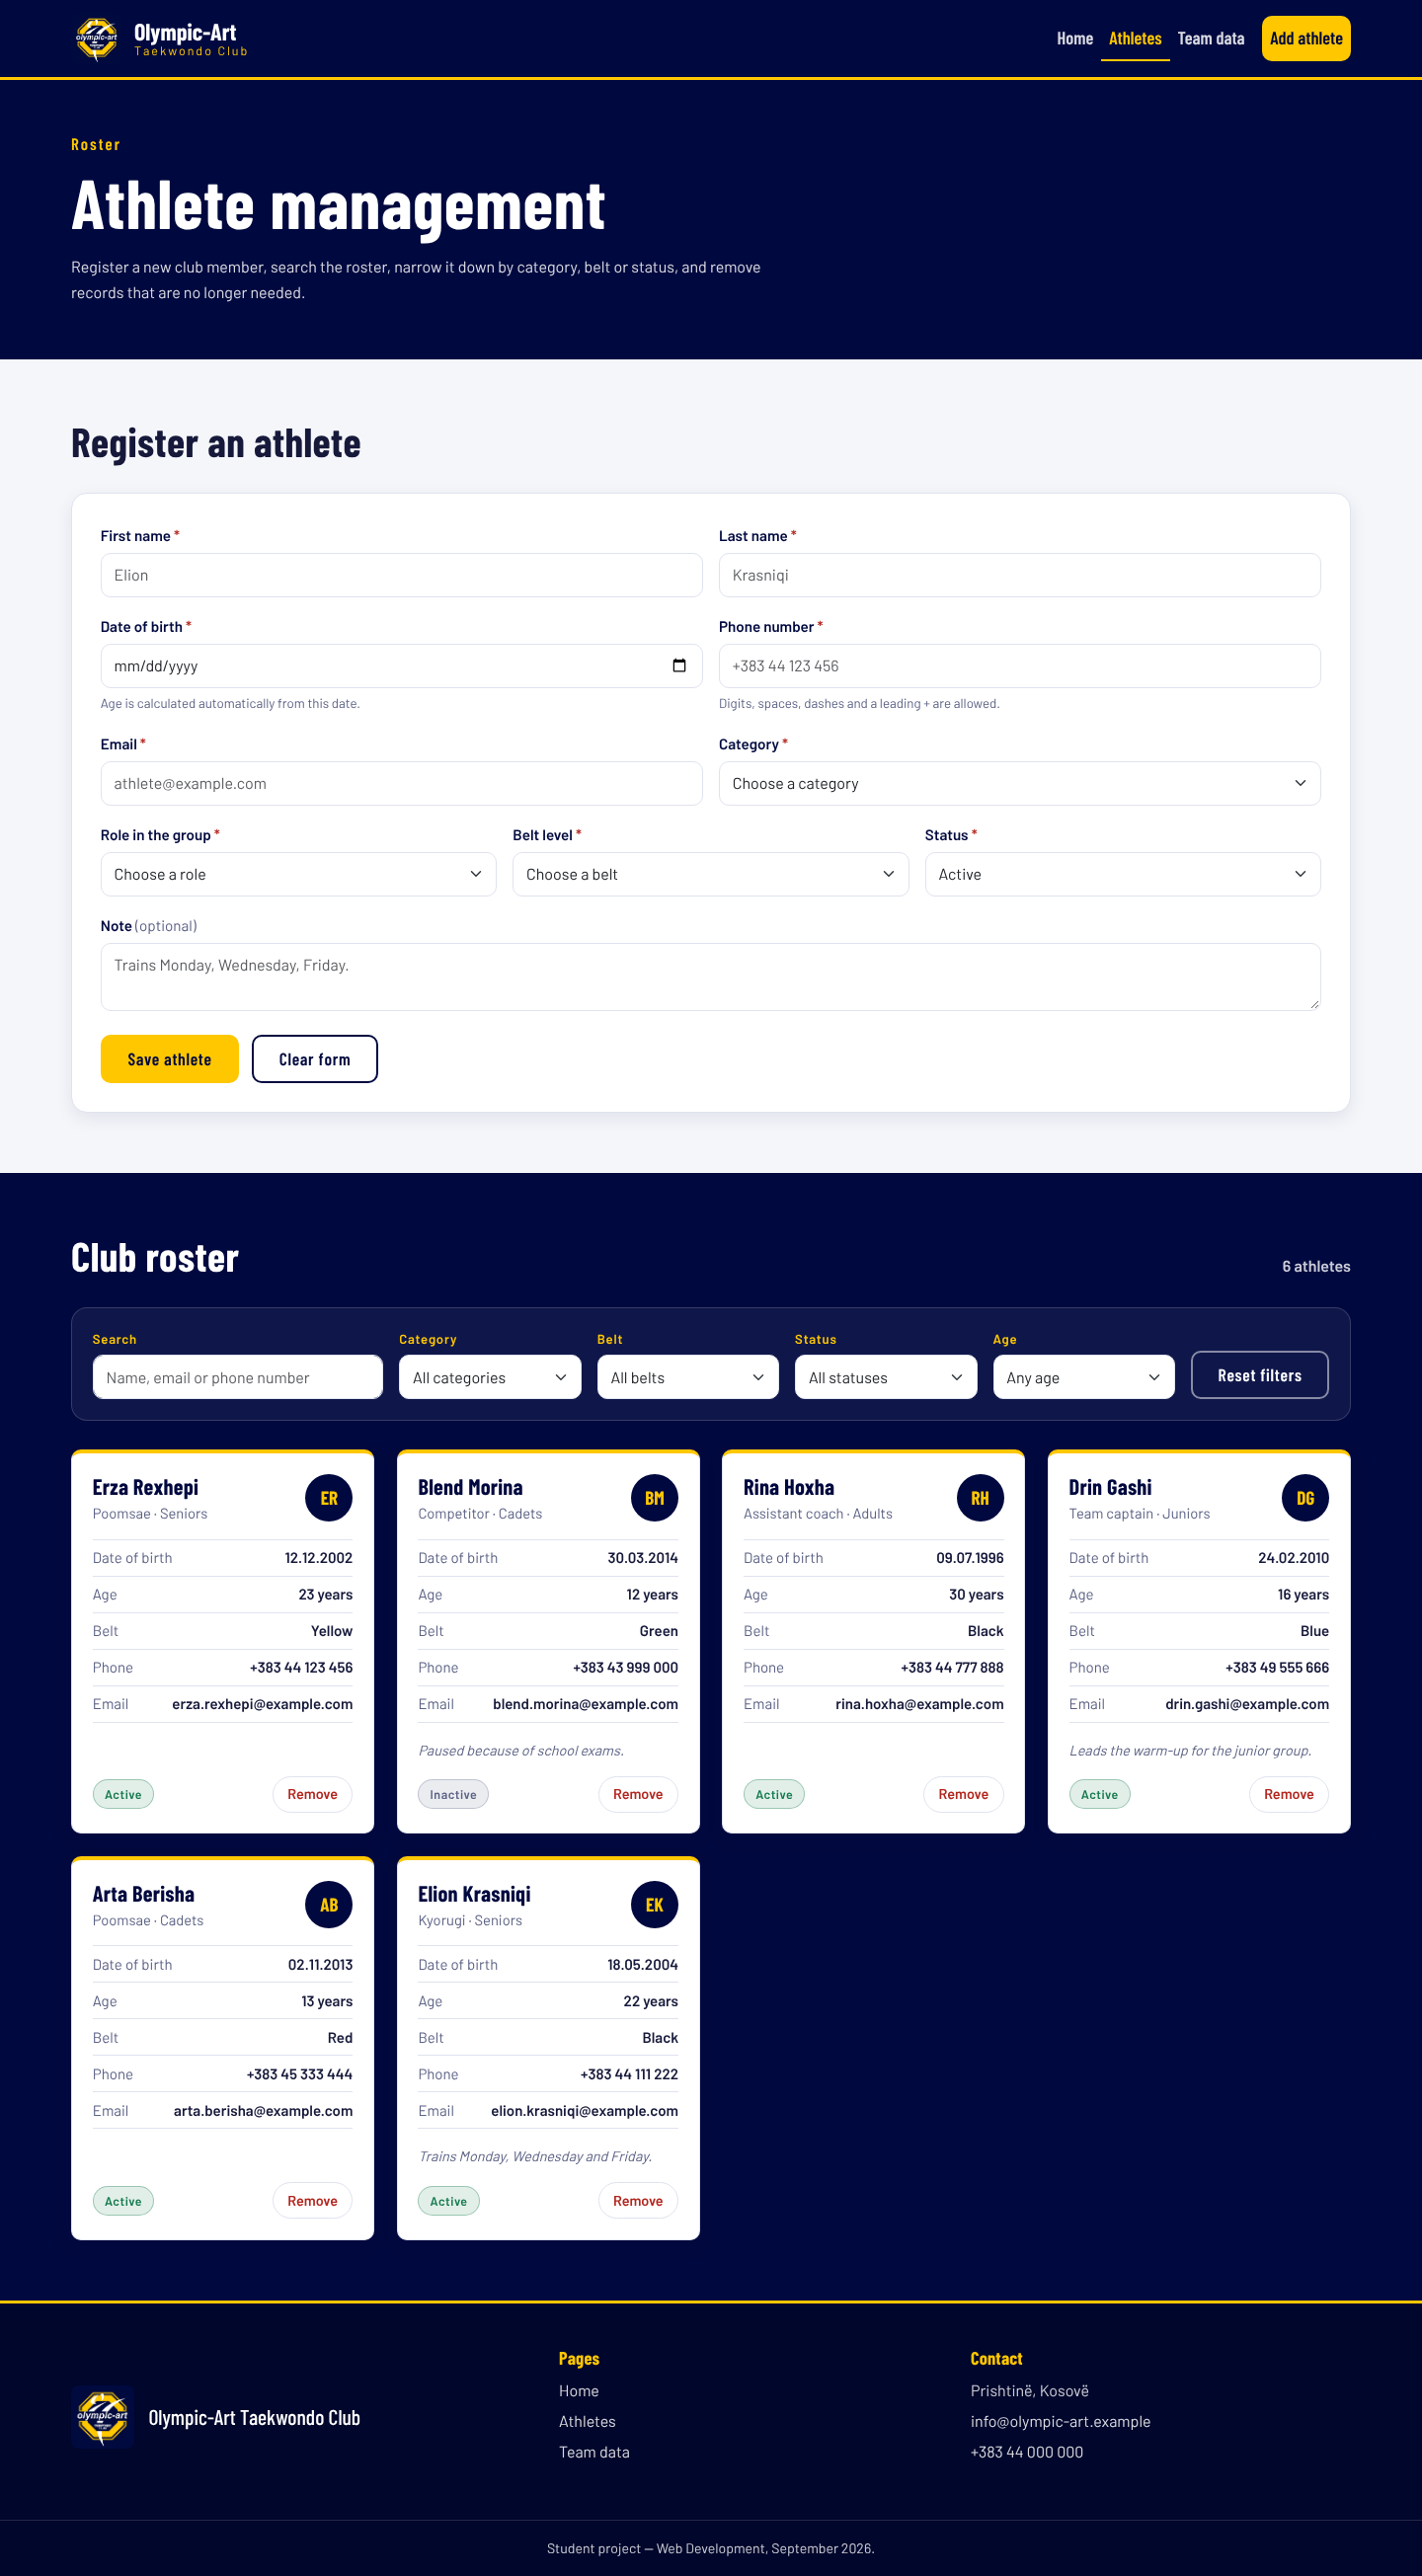 olympic-art
Olympic-Art
Taekwondo Club
Home
Athletes
Team data
Add athlete
Roster
Athlete management
Register a new club member, search the roster, narrow it down by category, belt or status, and remove
records that are no longer needed.
Register an athlete
First name *
Last name *
Elion
Krasniqi
Date of birth *
Phone number *
mm/dd/yyyy
+383 44 123 456
Age is calculated automatically from this date.
Digits, spaces, dashes and a leading + are allowed.
Email *
Category *
athlete@example.com
Choose a category
Role in the group *
Belt level *
Status *
Choose a role
Choose a belt
Active
Note (optional)
Trains Monday, Wednesday, Friday.
Save athlete
Clear form
Club roster
6 athletes
Search
Category
Belt
Status
Age
Name, email or phone number
All categories
All belts
All statuses
Any age
Reset filters
Erza Rexhepi
ER
Poomsae · Seniors
Date of birth 12.12.2002
Age 23 years
Belt Yellow
Phone +383 44 123 456
Email erza.rexhepi@example.com
Active
Remove
Blend Morina
BM
Competitor · Cadets
Date of birth 30.03.2014
Age 12 years
Belt Green
Phone +383 43 999 000
Email blend.morina@example.com
Paused because of school exams.
Inactive
Remove
Rina Hoxha
RH
Assistant coach · Adults
Date of birth 09.07.1996
Age 30 years
Belt Black
Phone +383 44 777 888
Email rina.hoxha@example.com
Active
Remove
Drin Gashi
DG
Team captain · Juniors
Date of birth 24.02.2010
Age 16 years
Belt Blue
Phone +383 49 555 666
Email drin.gashi@example.com
Leads the warm-up for the junior group.
Active
Remove
Arta Berisha
AB
Poomsae · Cadets
Date of birth 02.11.2013
Age 13 years
Belt Red
Phone +383 45 333 444
Email arta.berisha@example.com
Active
Remove
Elion Krasniqi
EK
Kyorugi · Seniors
Date of birth 18.05.2004
Age 22 years
Belt Black
Phone +383 44 111 222
Email elion.krasniqi@example.com
Trains Monday, Wednesday and Friday.
Active
Remove
olympic-art
Olympic-Art Taekwondo Club
Pages
Home
Athletes
Team data
Contact
Prishtinë, Kosovë
info@olympic-art.example
+383 44 000 000
Student project — Web Development, September 2026.